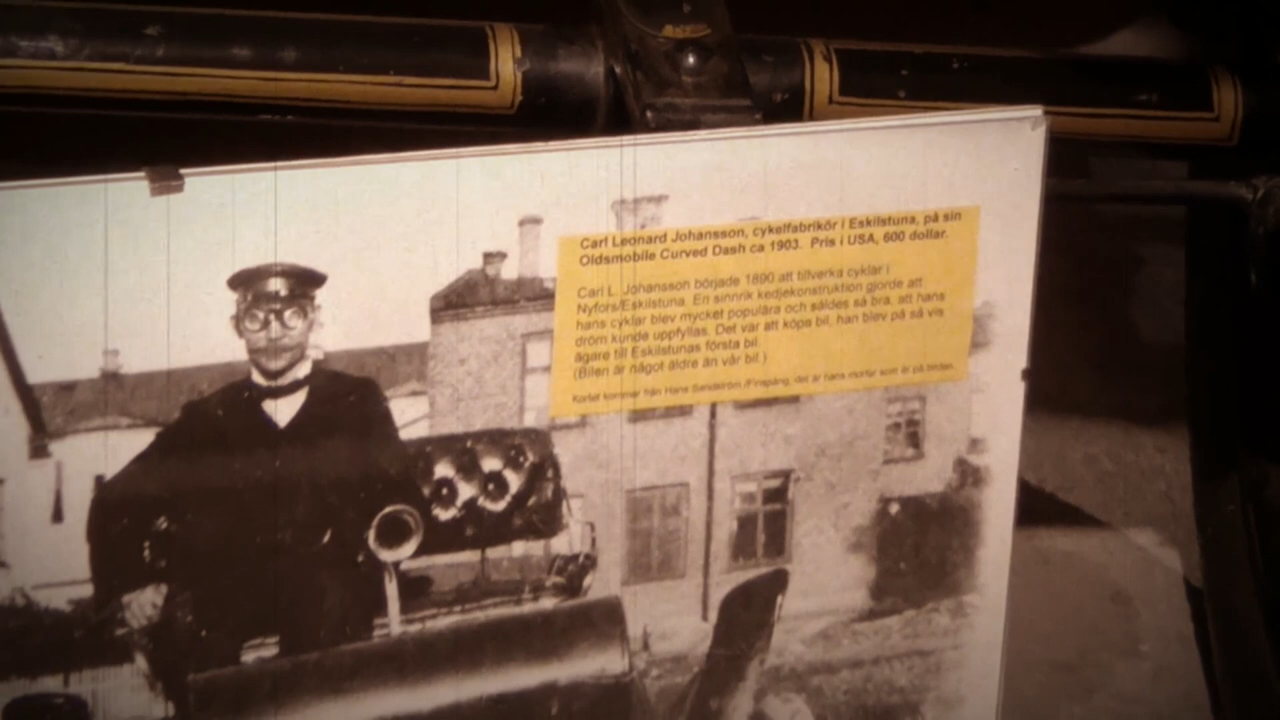 Carl Leonard Johansson, cykelfabrikör i Eskilstuna, på sin
Oldsmobile Curved Dash ca 1903. Pris i USA, 600 dollar.
Carl L. Johansson började 1890 att tillverka cyklar i
Nyfors/Eskilstuna. En sinnrik kedjekonstruktion gjorde att
hans cyklar blev mycket populära och såldes så bra, att hans
dröm kunde uppfyllas. Det var att köpa bil, han blev på så vis
ägare till Eskilstunas första bil.
(Bilen är något äldre än vår bil.)
Kortet kommer från Hans Sandström /Finspång, det är hans morfar som är på bilden.